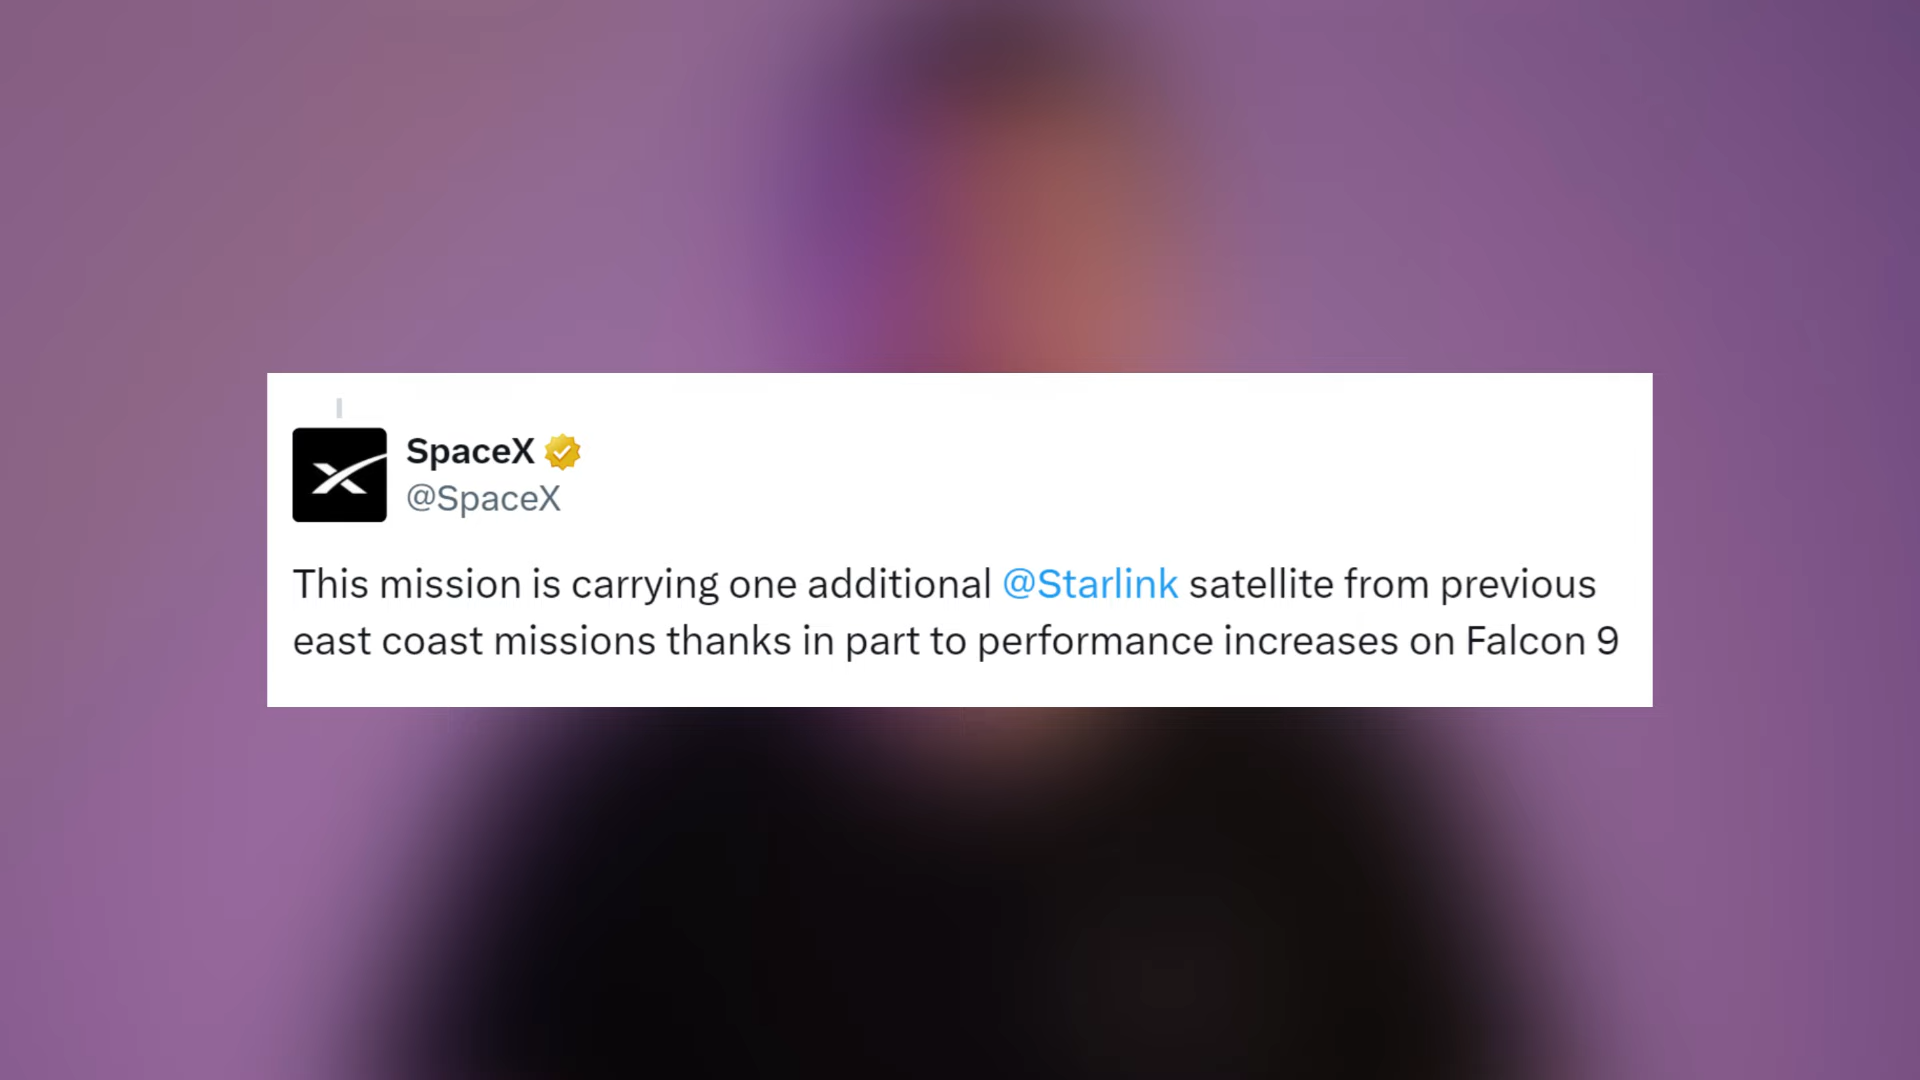 SpaceX
@SpaceX
This mission is carrying one additional @Starlink satellite from previous
east coast missions thanks in part to performance increases on Falcon 9